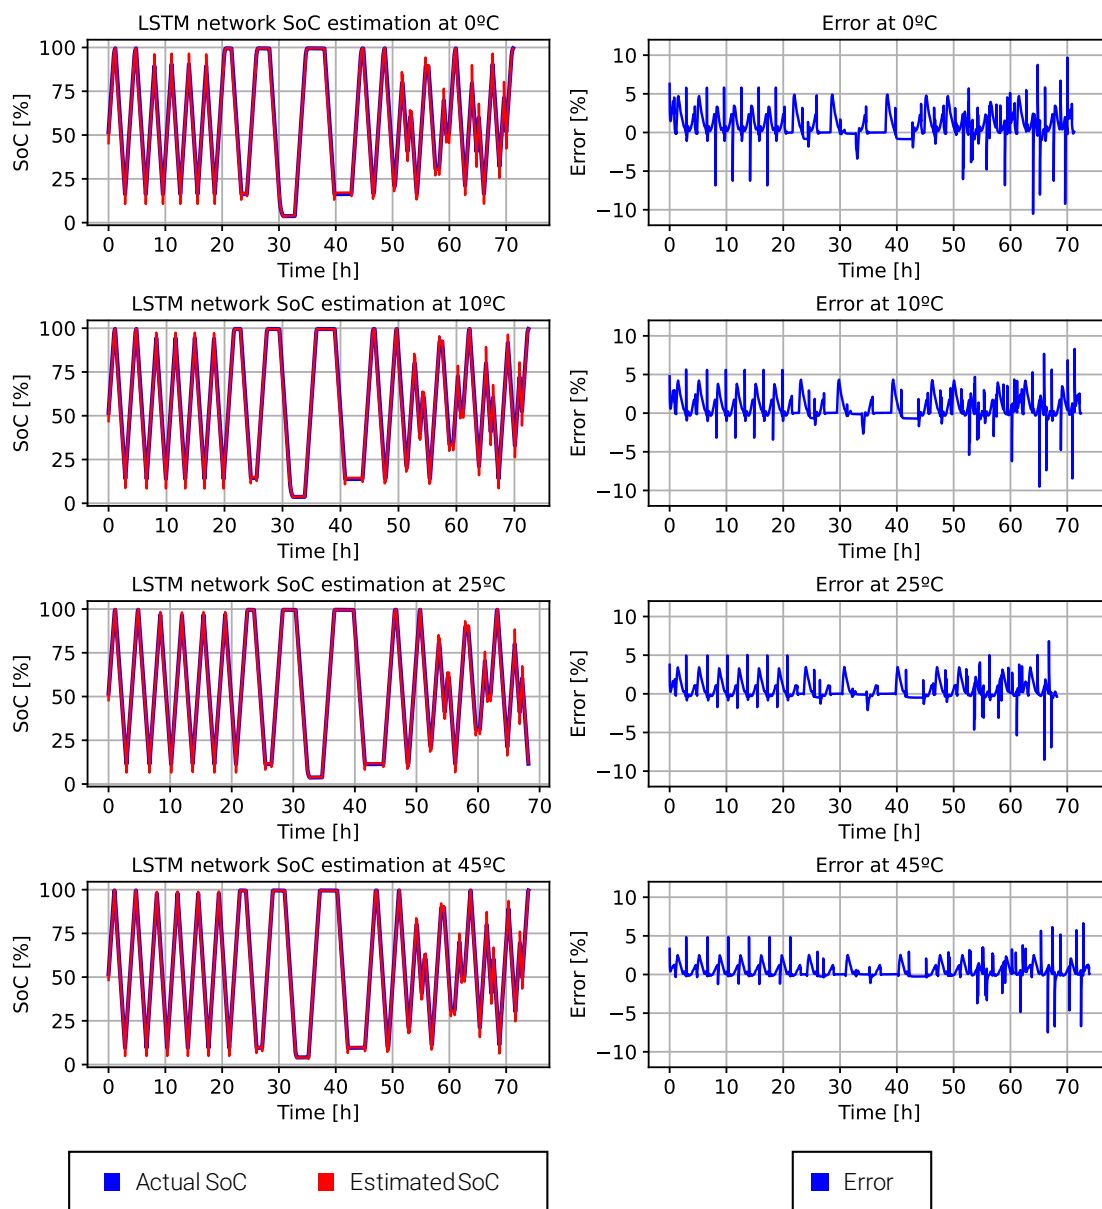 LSTM network SoC estimation at 0ºC
Error at 0ºC
100
75
50
25
0
SoC [%]
0 10 20 30 40 50 60 70
Time [h]
10
5
0
−5
−10
Error [%]
0 10 20 30 40 50 60 70
Time [h]
LSTM network SoC estimation at 10ºC
Error at 10ºC
100
75
50
25
0
SoC [%]
0 10 20 30 40 50 60 70
Time [h]
10
5
0
−5
−10
Error [%]
0 10 20 30 40 50 60 70
Time [h]
LSTM network SoC estimation at 25ºC
Error at 25ºC
100
75
50
25
0
SoC [%]
0 10 20 30 40 50 60 70
Time [h]
10
5
0
−5
−10
Error [%]
0 10 20 30 40 50 60 70
Time [h]
LSTM network SoC estimation at 45ºC
Error at 45ºC
100
75
50
25
0
SoC [%]
0 10 20 30 40 50 60 70
Time [h]
10
5
0
−5
−10
Error [%]
0 10 20 30 40 50 60 70
Time [h]
Actual SoC Estimated SoC
Error